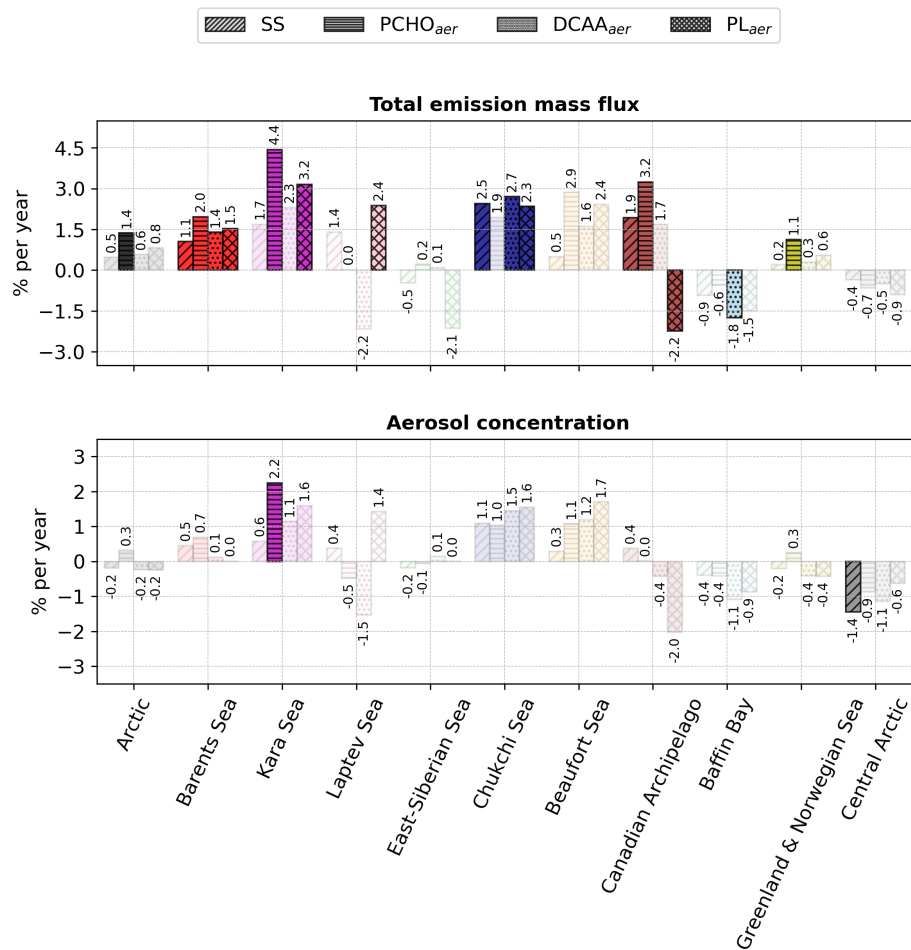 SS PCHO_aer DCAA_aer PL_aer
Total emission mass flux
% per year
4.5
3.0
1.5
0.0
−1.5
−3.0
0.5 1.4 0.6 0.8
1.1 2.0 1.4 1.5
1.7 4.4 2.3 3.2
1.4 0.0 -2.2 2.4
-0.5 0.2 0.1 -2.1
2.5 1.9 2.7 2.3
0.5 2.9 1.6 2.4
1.9 3.2 1.7 -2.2
-0.9 -0.6 -1.8 -1.5
0.2 1.1 0.3 0.6
-0.4 -0.7 -0.5 -0.9
Aerosol concentration
% per year
3
2
1
0
−1
−2
−3
-0.2 0.3 -0.2 -0.2
0.5 0.7 0.1 0.0
0.6 2.2 1.1 1.6
0.4 -0.5 -1.5 1.4
-0.2 -0.1 0.1 0.0
1.1 1.0 1.5 1.6
0.3 1.1 1.2 1.7
0.4 0.0 -0.4 -2.0
-0.4 -0.4 -1.1 -0.9
-0.2 0.3 -0.4 -0.4
-1.4 -0.9 -1.1 -0.6
Arctic
Barents Sea
Kara Sea
Laptev Sea
East-Siberian Sea
Chukchi Sea
Beaufort Sea
Canadian Archipelago
Baffin Bay
Greenland & Norwegian Sea
Central Arctic